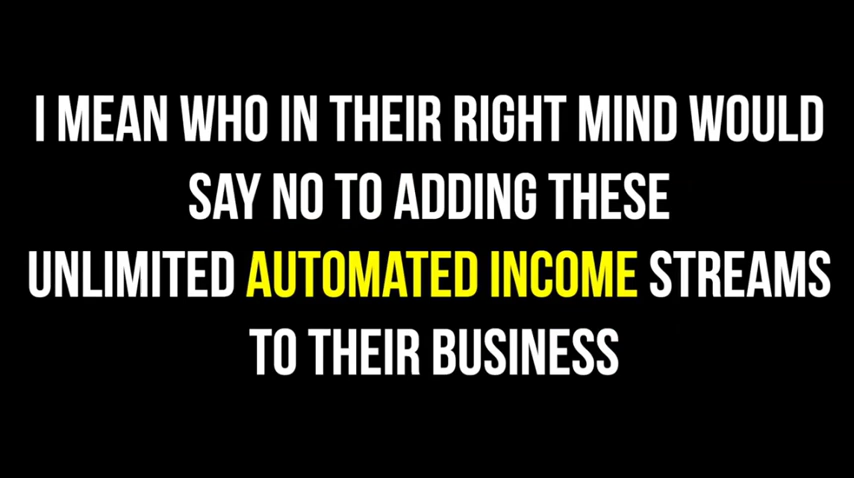 I MEAN WHO IN THEIR RIGHT MIND WOULD
SAY NO TO ADDING THESE
UNLIMITED AUTOMATED INCOME STREAMS
TO THEIR BUSINESS